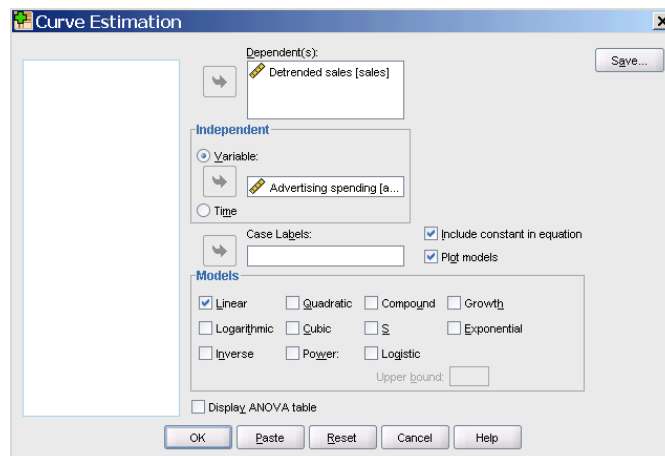 Curve Estimation
Dependent(s):
Detrended sales [sales]
Save...
Independent
Variable:
Advertising spending [a...
Time
Case Labels:
Include constant in equation
Plot models
Models
Linear Quadratic Compound Growth
Logarithmic Cubic S Exponential
Inverse Power: Logistic
Upper bound:
Display ANOVA table
OK Paste Reset Cancel Help